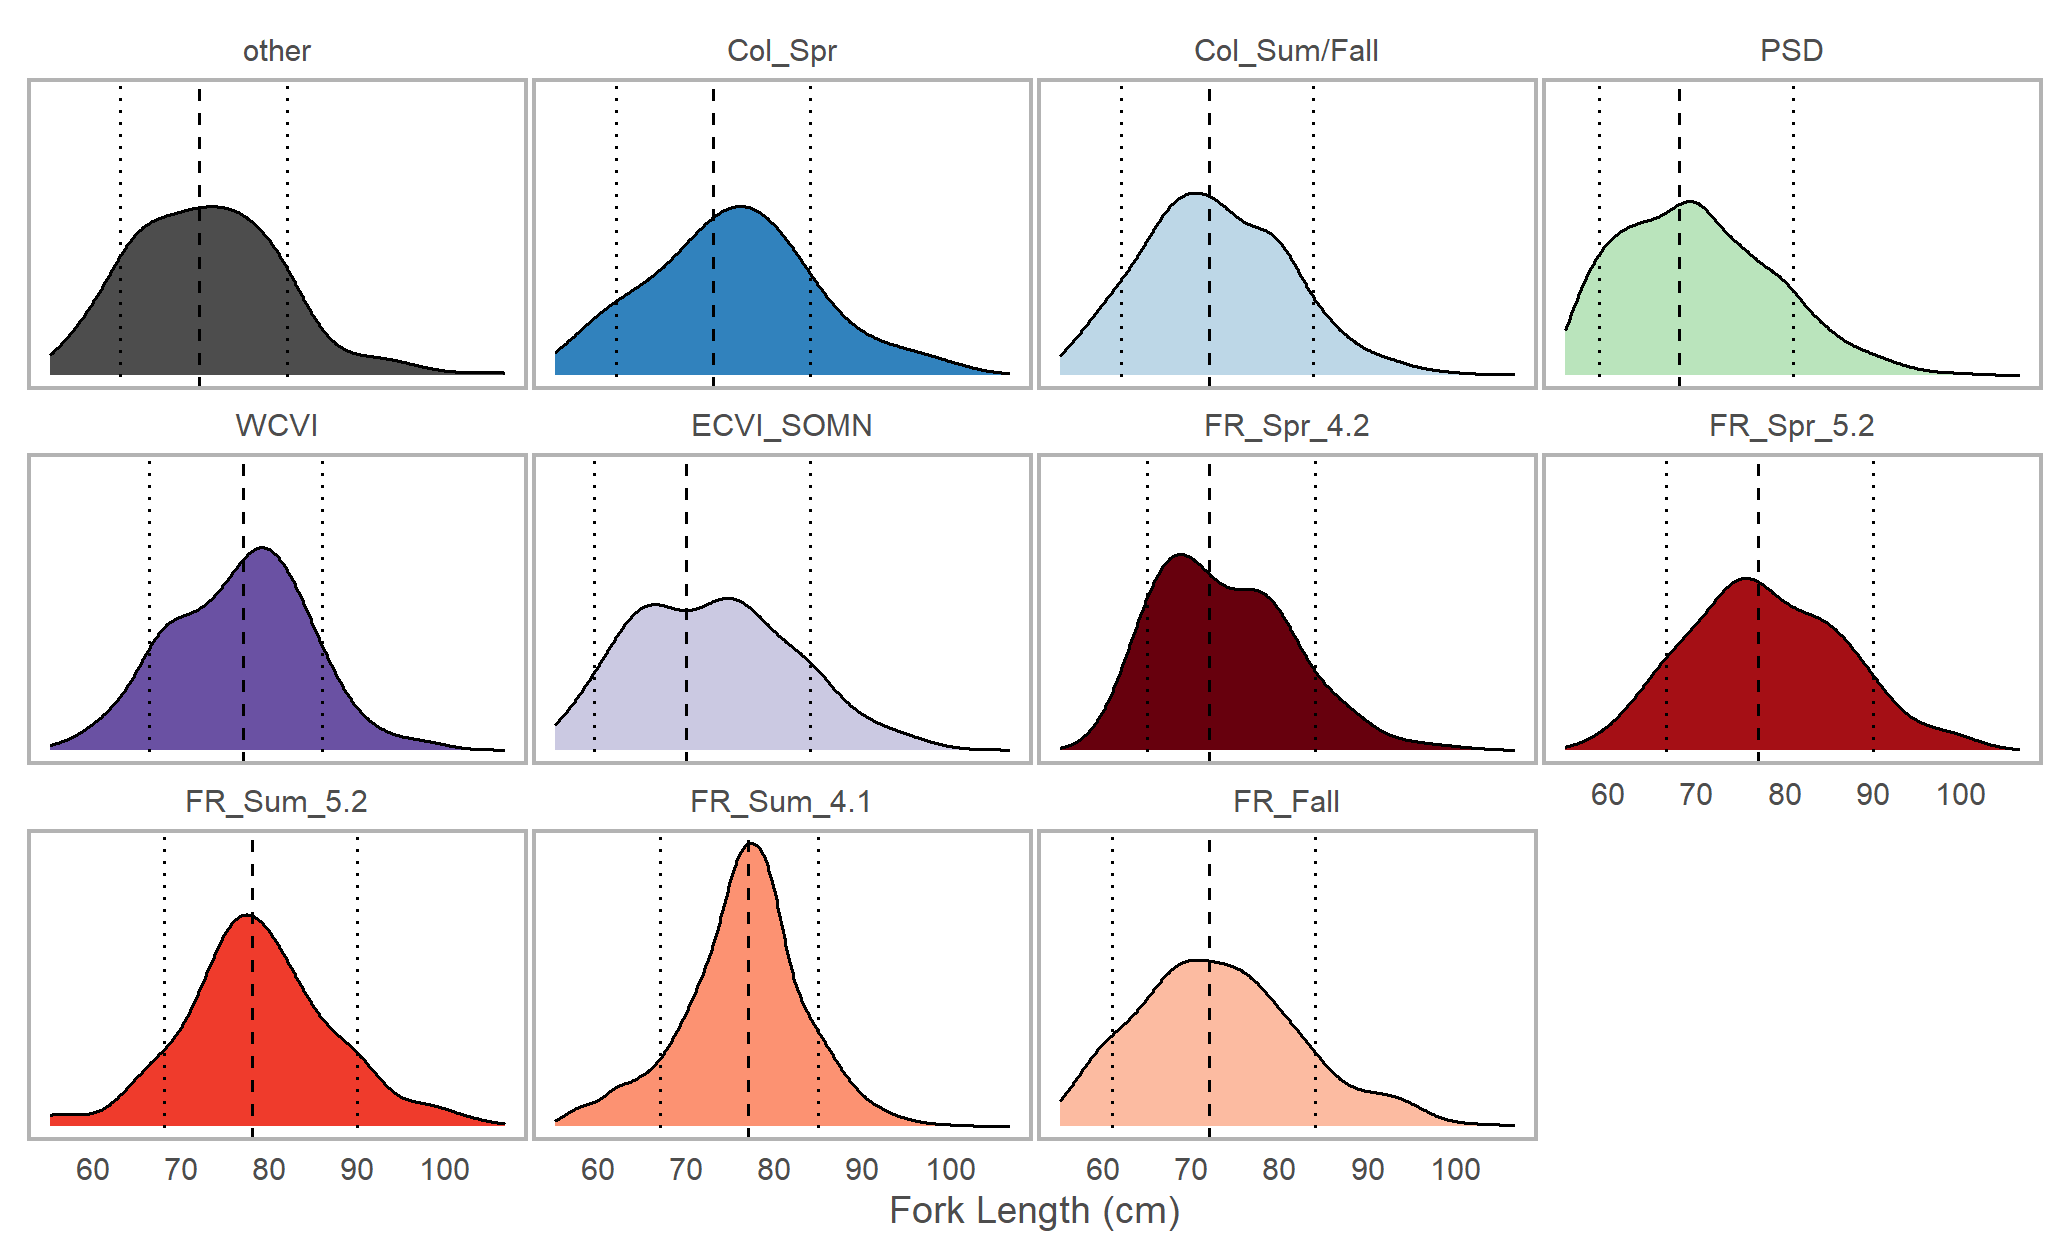 other Col_Spr Col_Sum/Fall PSD
WCVI ECVI_SOMN FR_Spr_4.2 FR_Spr_5.2
60 70 80 90 100
FR_Sum_5.2 FR_Sum_4.1 FR_Fall
60 70 80 90 100 60 70 80 90 100 60 70 80 90 100
Fork Length (cm)